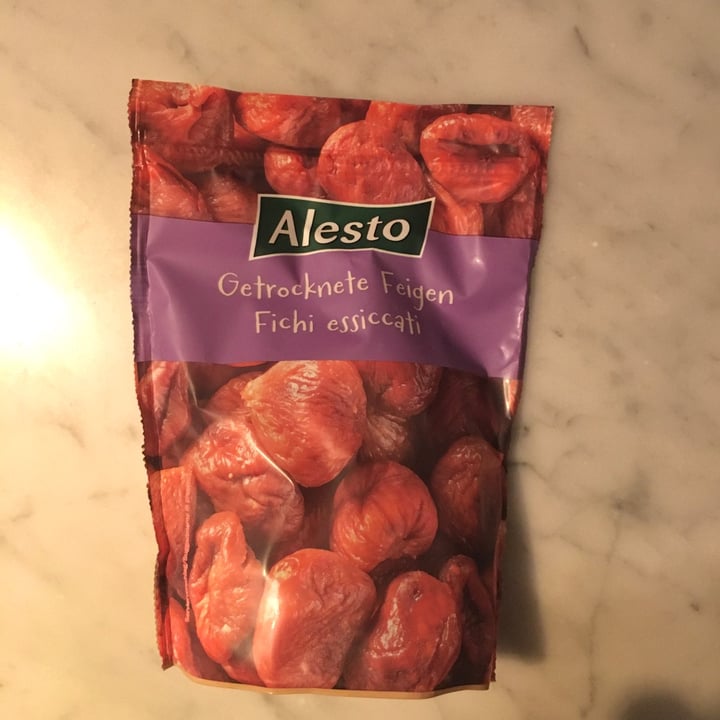 Alesto
Getrocknete Feigen
Fichi essiccati